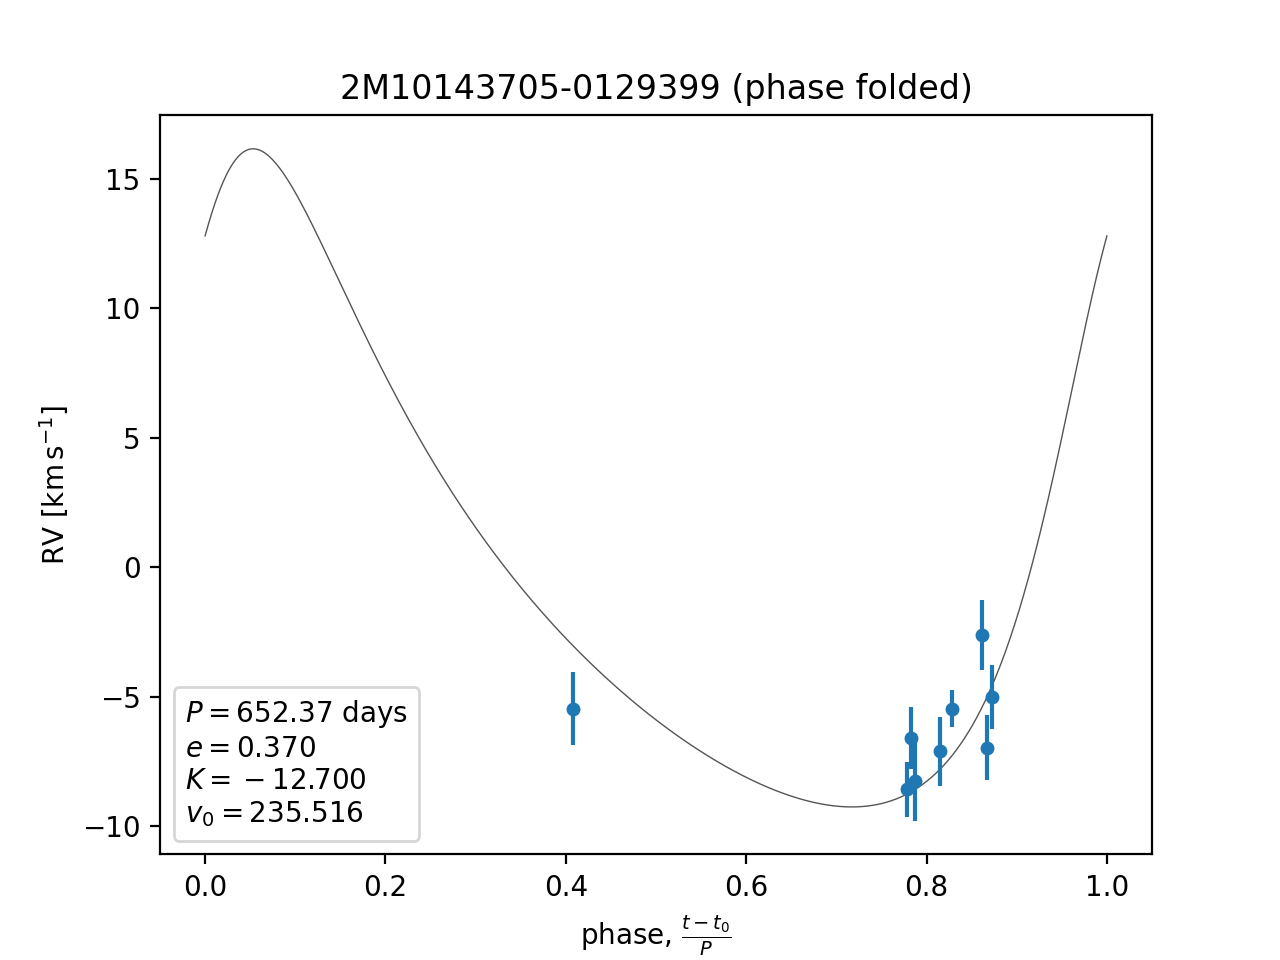 2M10143705-0129399 (phase folded)
RV [km s⁻¹]
15
10
5
0
−5
−10
P = 652.37 days
e = 0.370
K = −12.700
v₀ = 235.516
0.0 0.2 0.4 0.6 0.8 1.0
phase, (t − t₀)/P